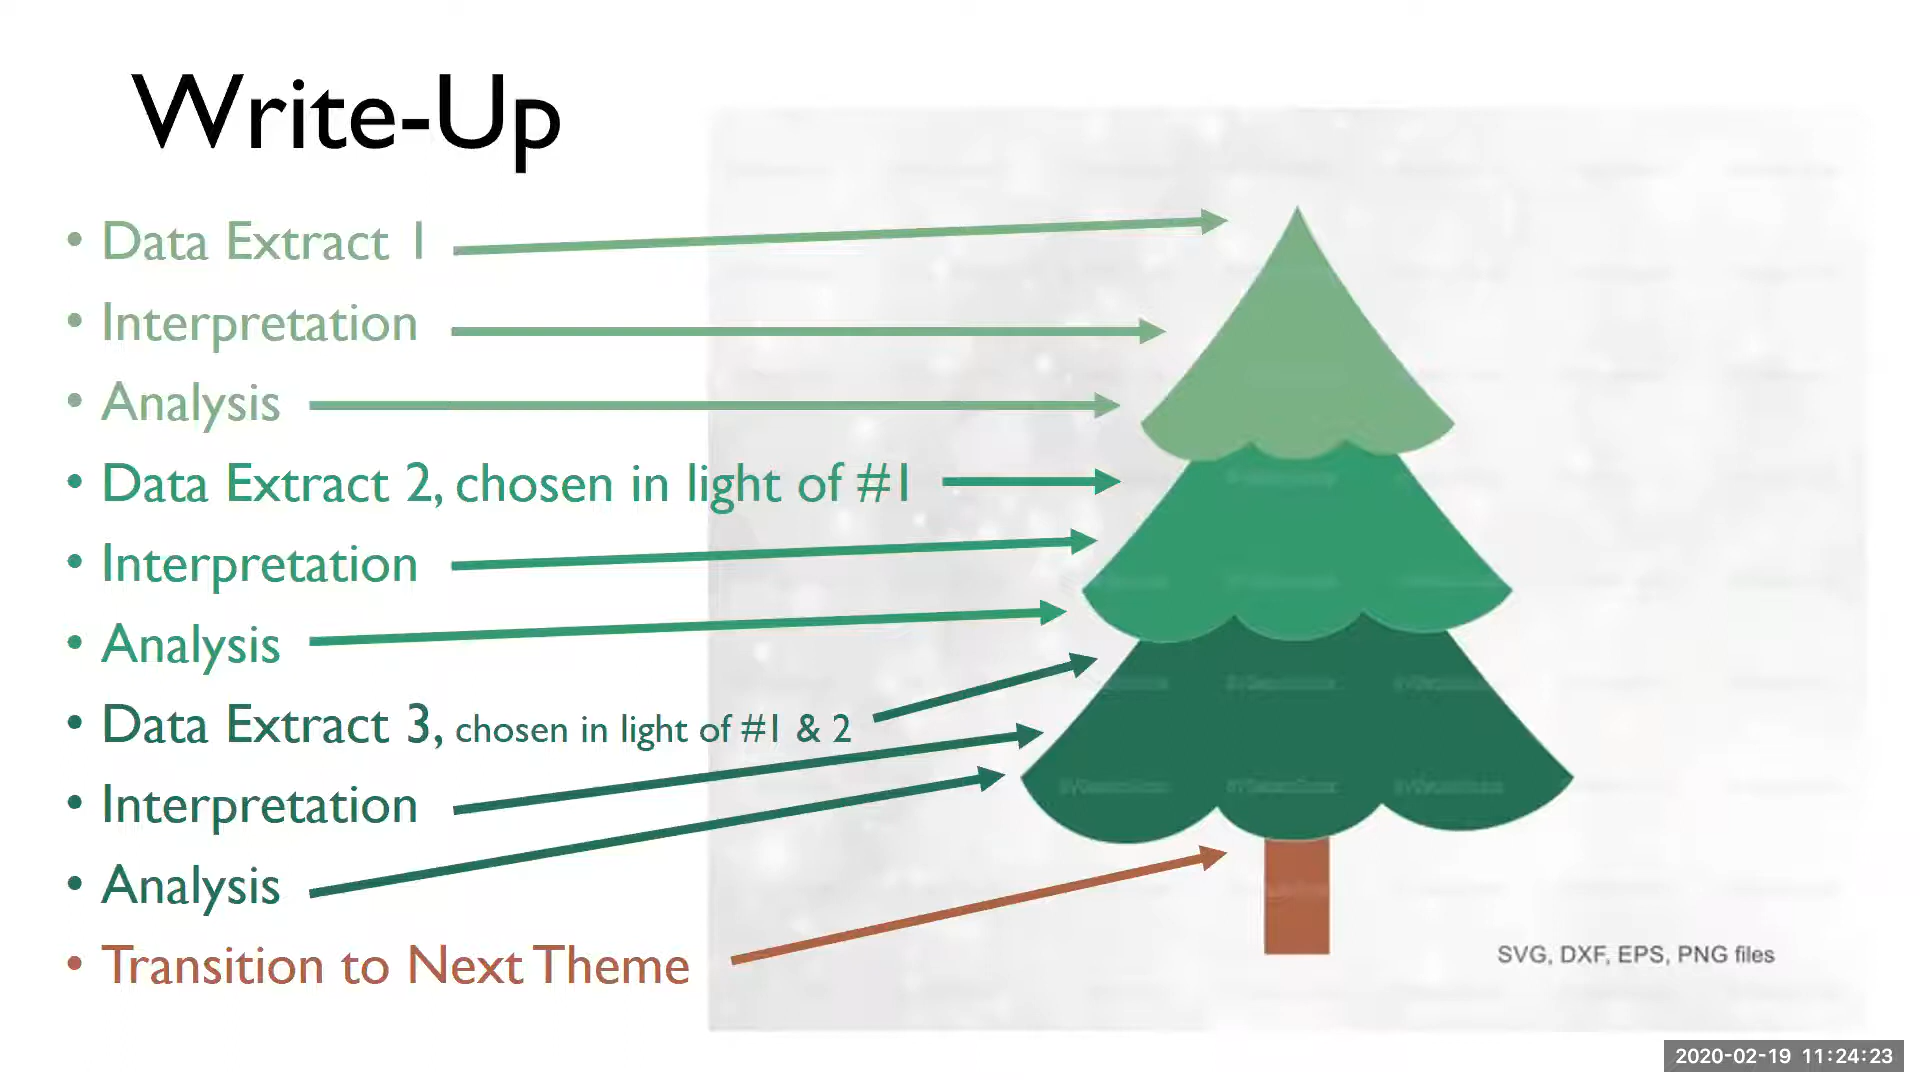 Write-Up
• Data Extract 1
• Interpretation
• Analysis
• Data Extract 2, chosen in light of #1
• Interpretation
• Analysis
• Data Extract 3, chosen in light of #1 & 2
• Interpretation
• Analysis
• Transition to Next Theme
SVG, DXF, EPS, PNG files
2020-02-19 11:24:23